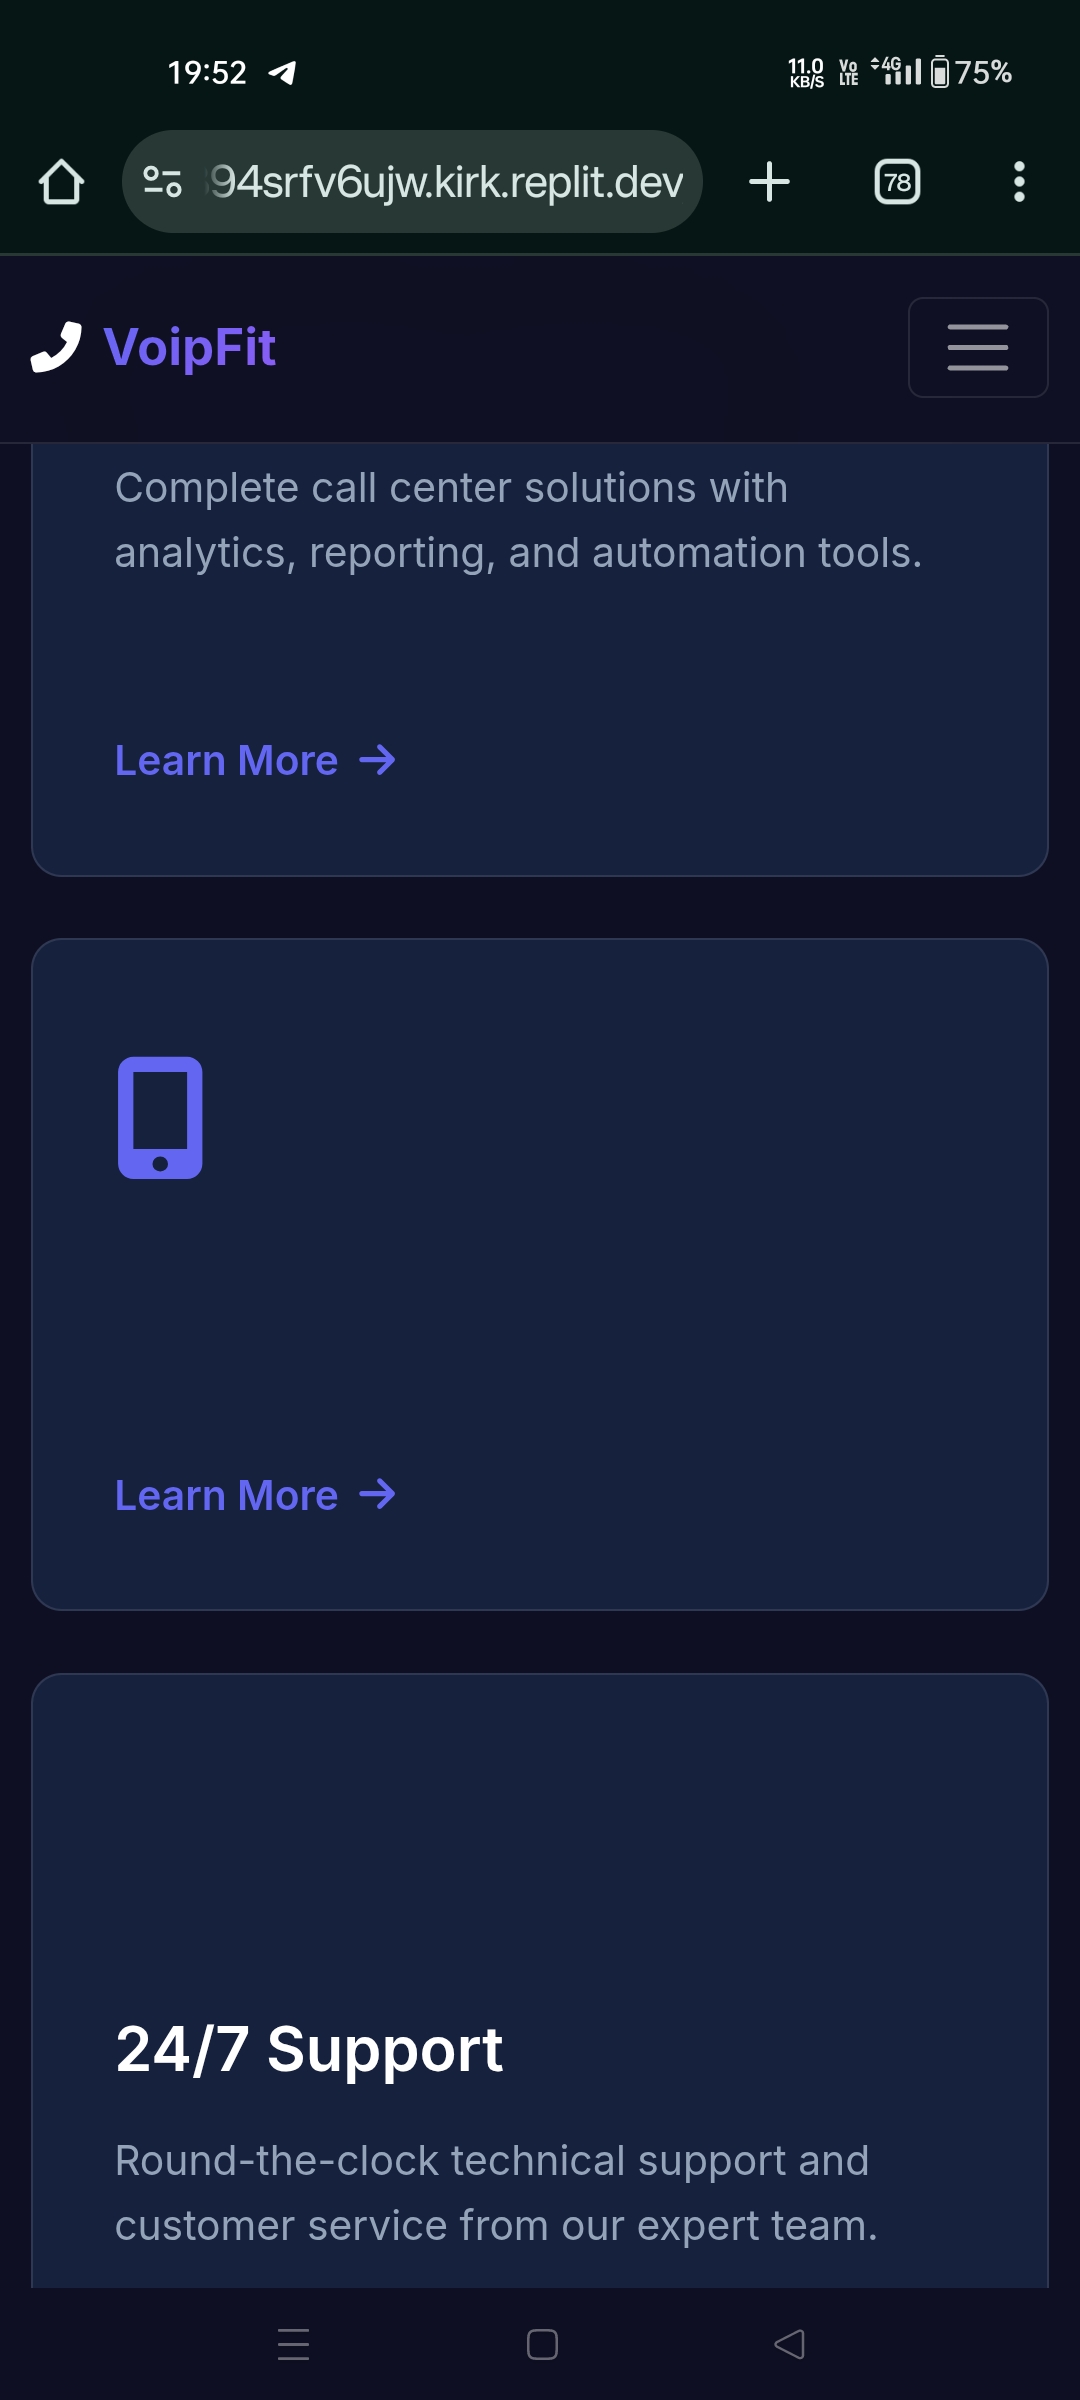 19:52
11.0 KB/S Vo LTE 4G 75%
94srfv6ujw.kirk.replit.dev
78
VoipFit
Complete call center solutions with
analytics, reporting, and automation tools.
Learn More
Learn More
24/7 Support
Round-the-clock technical support and
customer service from our expert team.